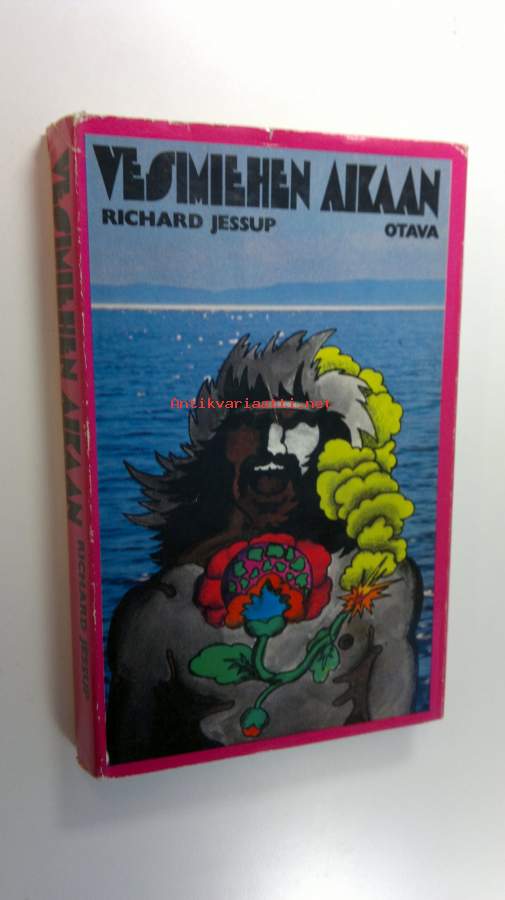 VESIMIEHEN AIKAAN
RICHARD JESSUP
OTAVA
Antikvariaatti.net
VESIMIEHEN AIKAAN RICHARD JESSUP